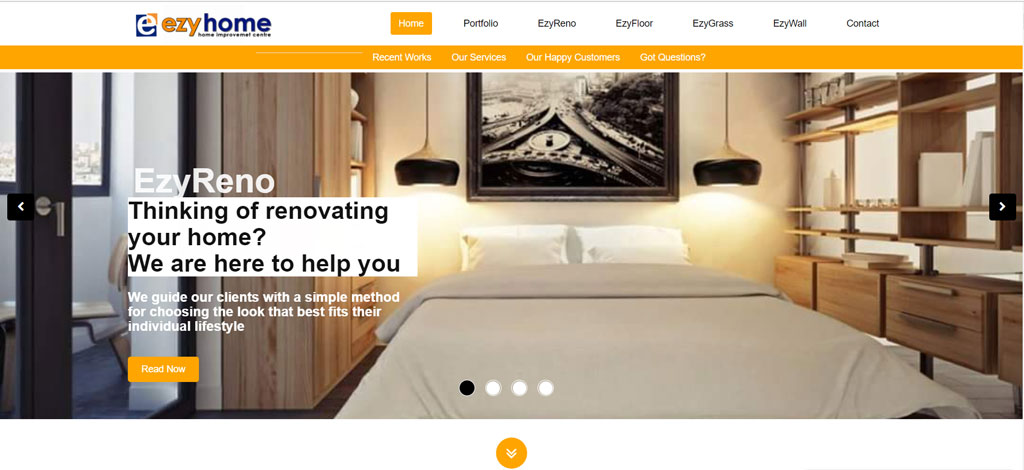 e ezyhome
home improvemet centre
Home Portfolio EzyReno EzyFloor EzyGrass EzyWall Contact
Recent Works Our Services Our Happy Customers Got Questions?
EzyReno
Thinking of renovating
your home?
We are here to help you
We guide our clients with a simple method
for choosing the look that best fits their
individual lifestyle
Read Now